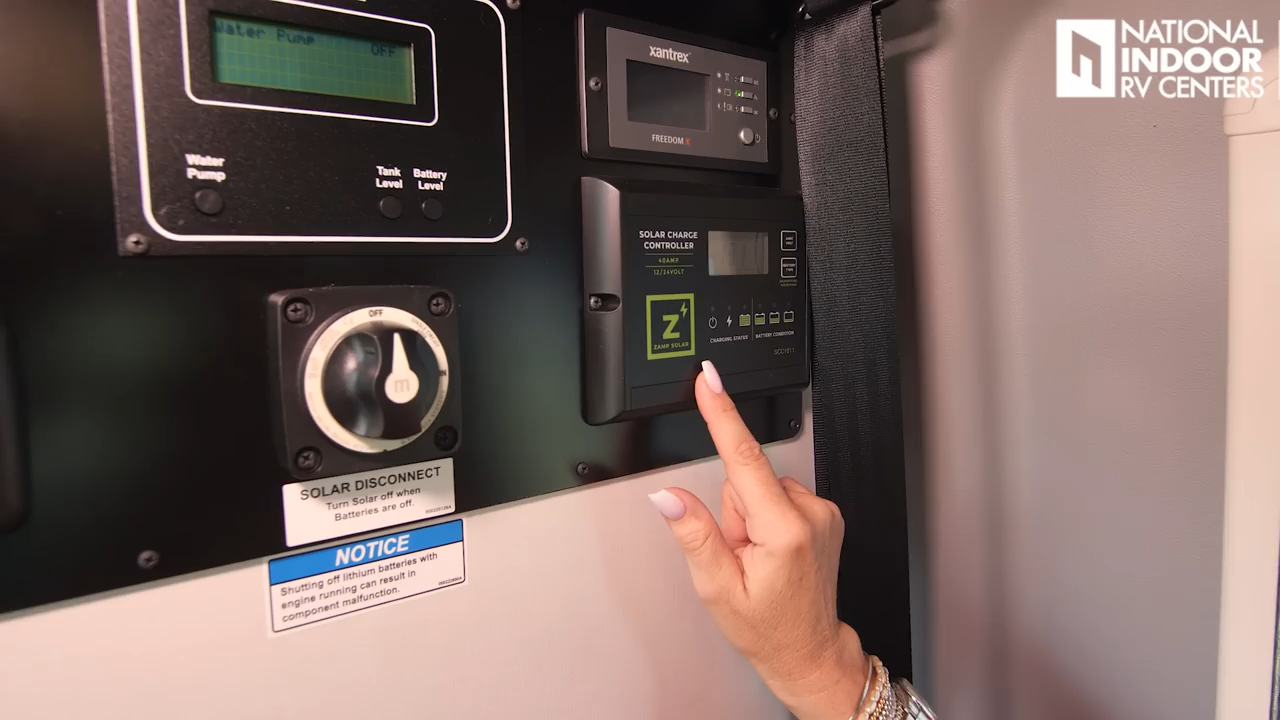 Water Pump
OFF
Water
Pump
Tank
Level
Battery
Level
xantrex
FREEDOM X
SOLAR CHARGE
CONTROLLER
40AMP
12/24VOLT
Z
ZAMP SOLAR
CHARGING STATUS
BATTERY CONDITION
OFF
m
SOLAR DISCONNECT
Turn Solar off when
Batteries are off.
NOTICE
Shutting off lithium batteries with
engine running can result in
component malfunction.
NATIONAL
INDOOR
RV CENTERS